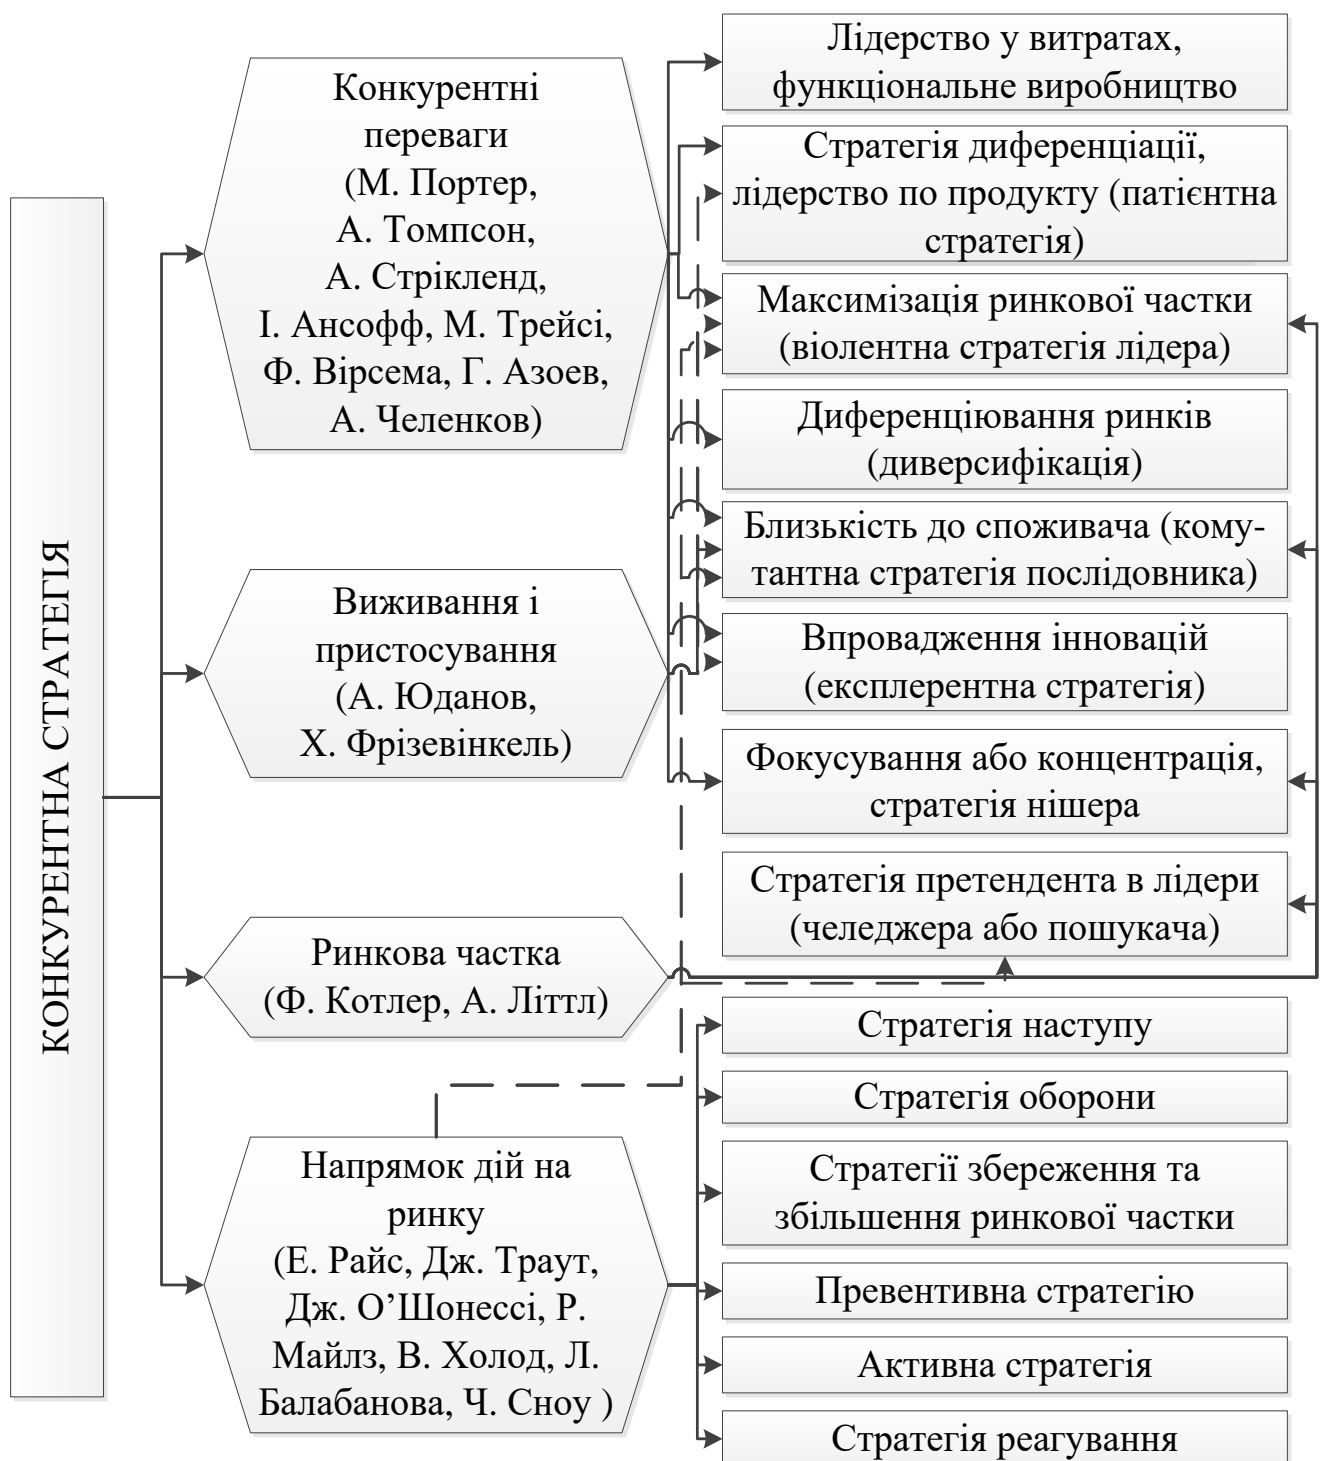 КОНКУРЕНТНА СТРАТЕГІЯ
Конкурентні
переваги
(М. Портер,
А. Томпсон,
А. Стрікленд,
І. Ансофф, М. Трейсі,
Ф. Вірсема, Г. Азоев,
А. Челенков)
Виживання і
пристосування
(А. Юданов,
Х. Фрізевінкель)
Ринкова частка
(Ф. Котлер, А. Літтл)
Напрямок дій на
ринку
(Е. Райс, Дж. Траут,
Дж. О’Шонессі, Р.
Майлз, В. Холод, Л.
Балабанова, Ч. Сноу )
Лідерство у витратах,
функціональне виробництво
Стратегія диференціації,
лідерство по продукту (патієнтна
стратегія)
Максимізація ринкової частки
(віолентна стратегія лідера)
Диференціювання ринків
(диверсифікація)
Близькість до споживача (кому-
тантна стратегія послідовника)
Впровадження інновацій
(експлерентна стратегія)
Фокусування або концентрація,
стратегія нішера
Стратегія претендента в лідери
(челеджера або пошукача)
Стратегія наступу
Стратегія оборони
Стратегії збереження та
збільшення ринкової частки
Превентивна стратегію
Активна стратегія
Стратегія реагування